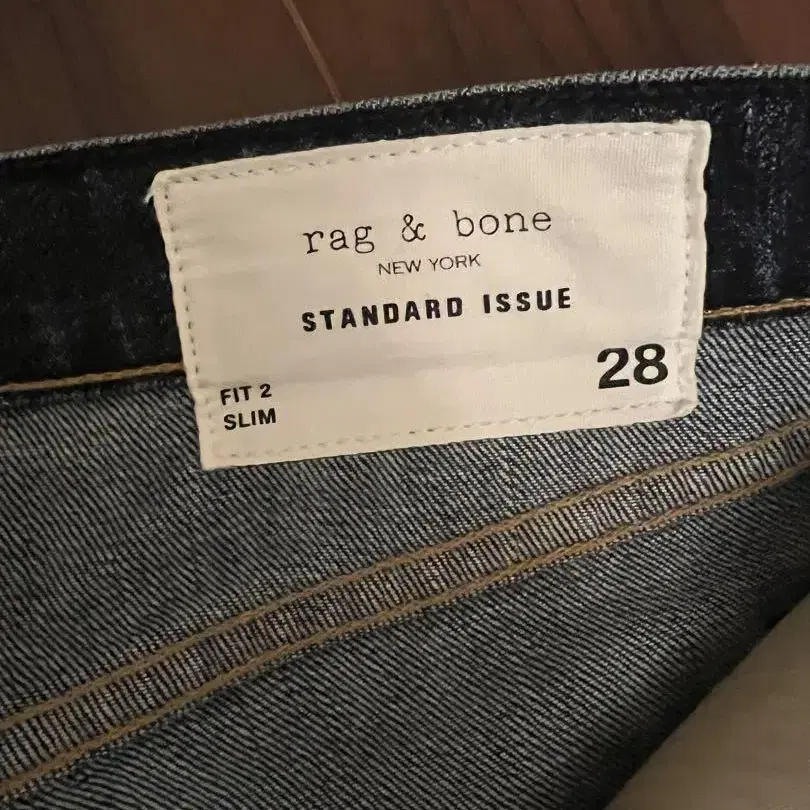 rag & bone
NEW YORK
STANDARD ISSUE
FIT 2
SLIM
28